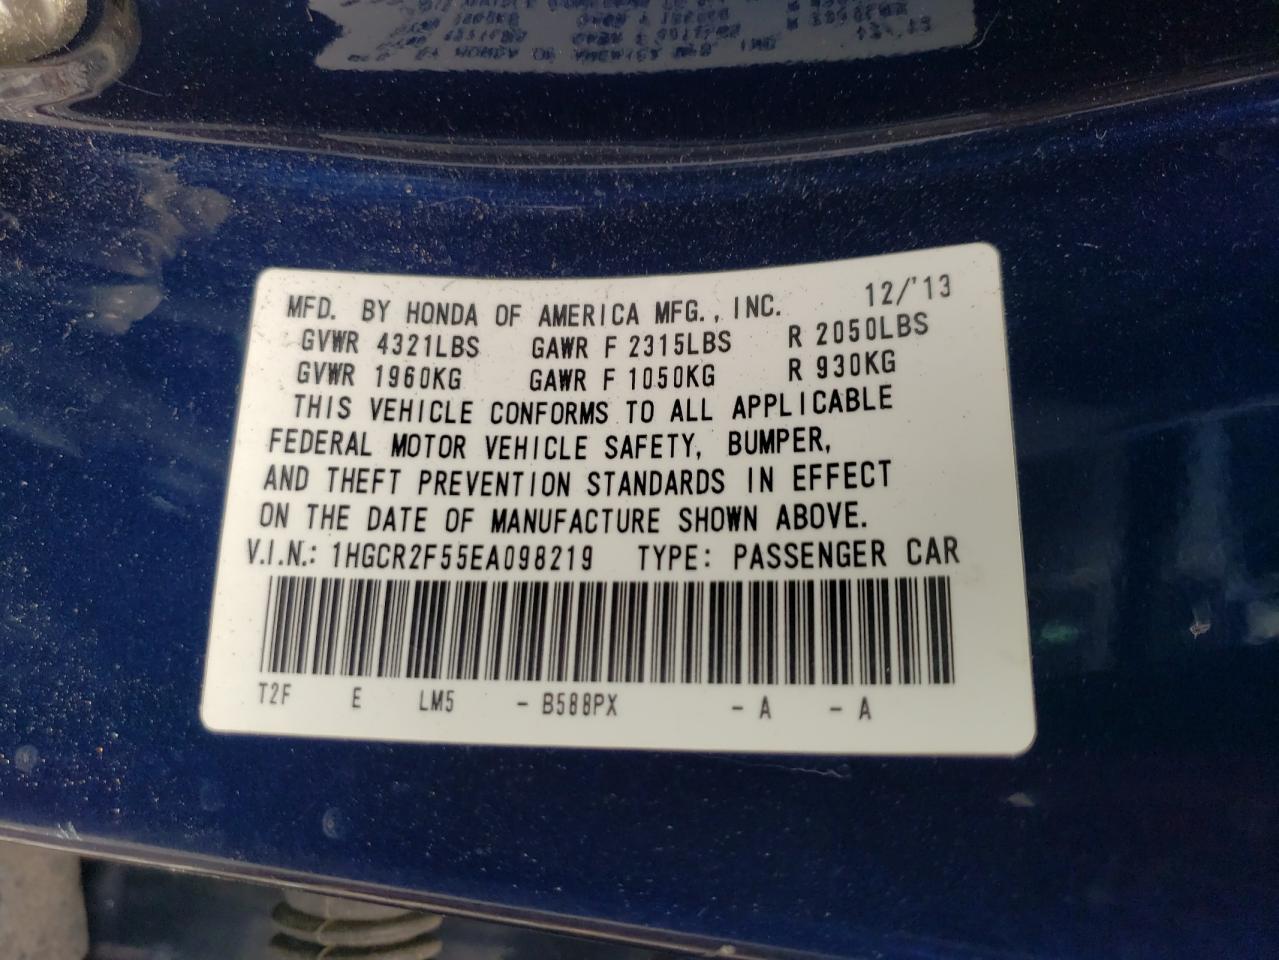 MFD. BY HONDA OF AMERICA MFG., INC. 12/'13
GVWR 4321LBS GAWR F 2315LBS R 2050LBS
GVWR 1960KG GAWR F 1050KG R 930KG
THIS VEHICLE CONFORMS TO ALL APPLICABLE
FEDERAL MOTOR VEHICLE SAFETY, BUMPER,
AND THEFT PREVENTION STANDARDS IN EFFECT
ON THE DATE OF MANUFACTURE SHOWN ABOVE.
V.I.N.: 1HGCR2F55EA098219 TYPE: PASSENGER CAR
T2F E LM5 - B588PX - A - A